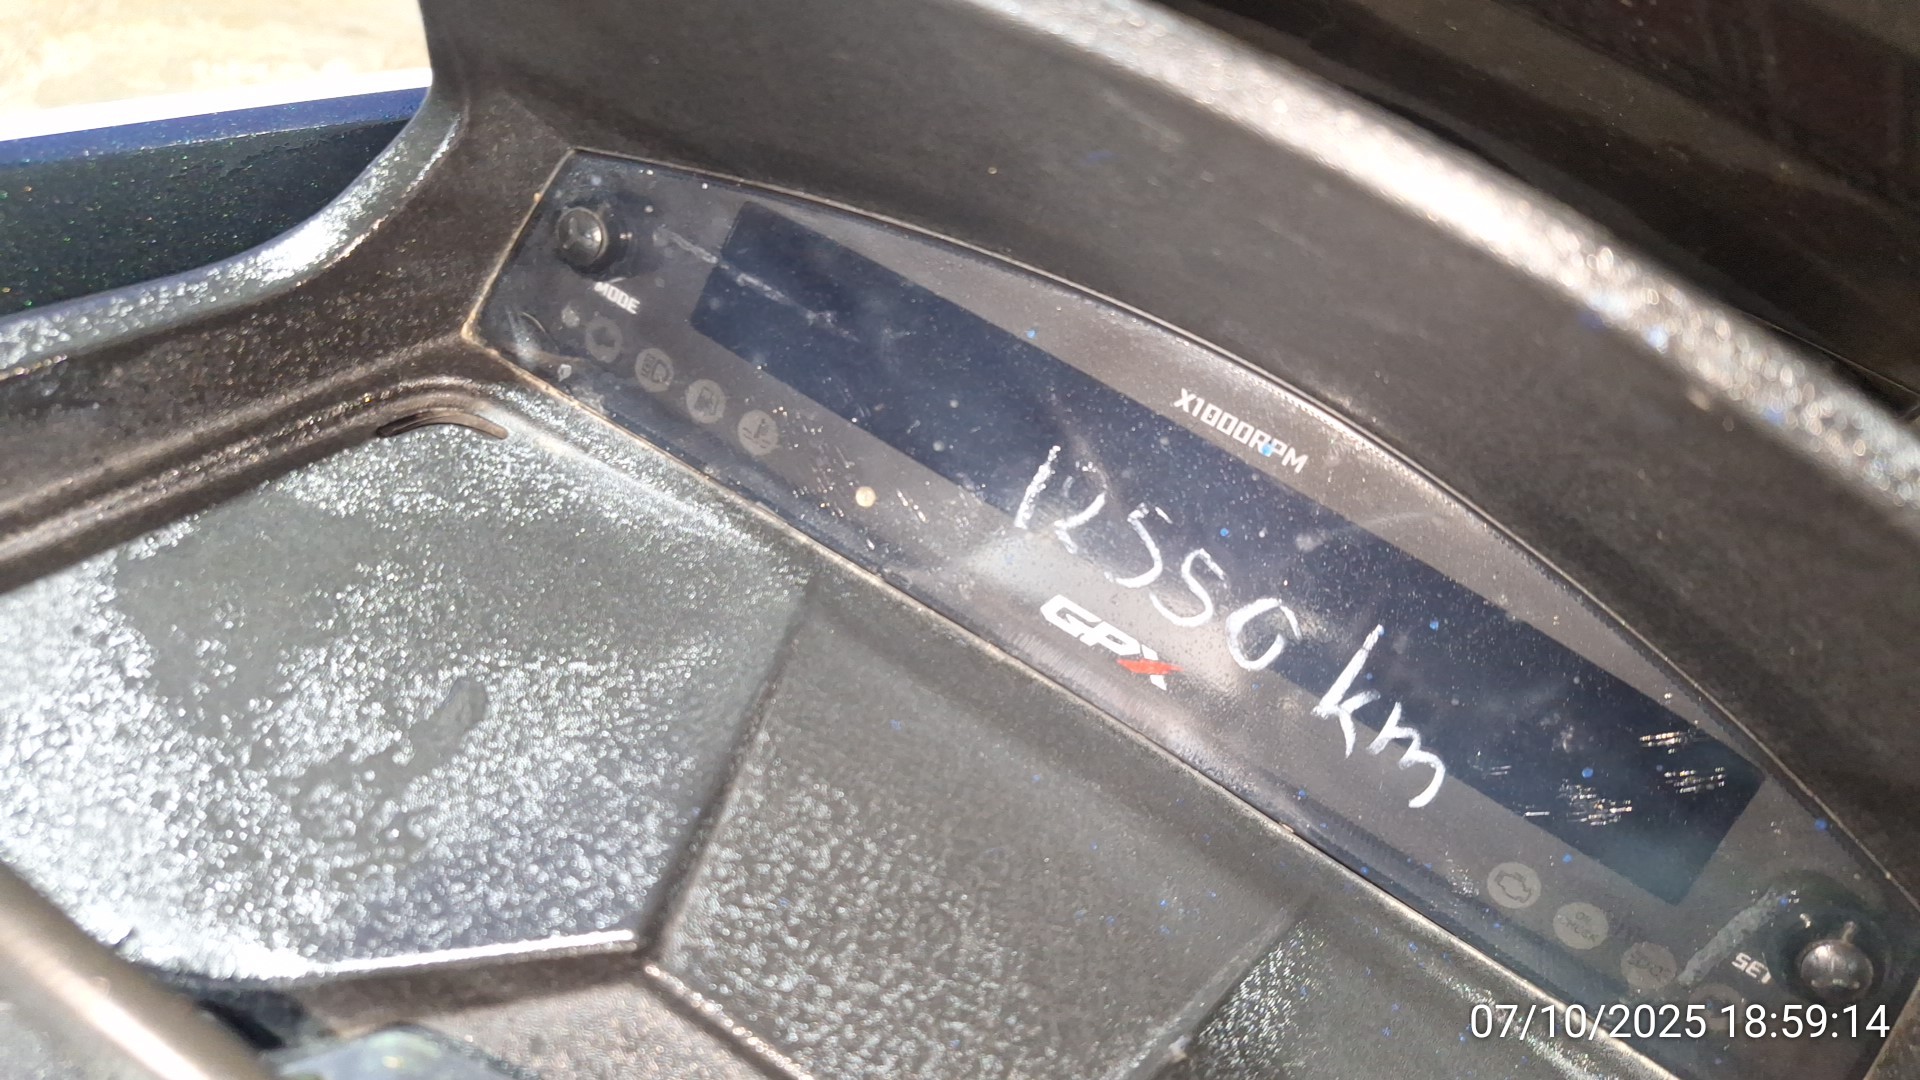 MODE
X1000RPM
12550 km
GPX
SET
07/10/2025 18:59:14